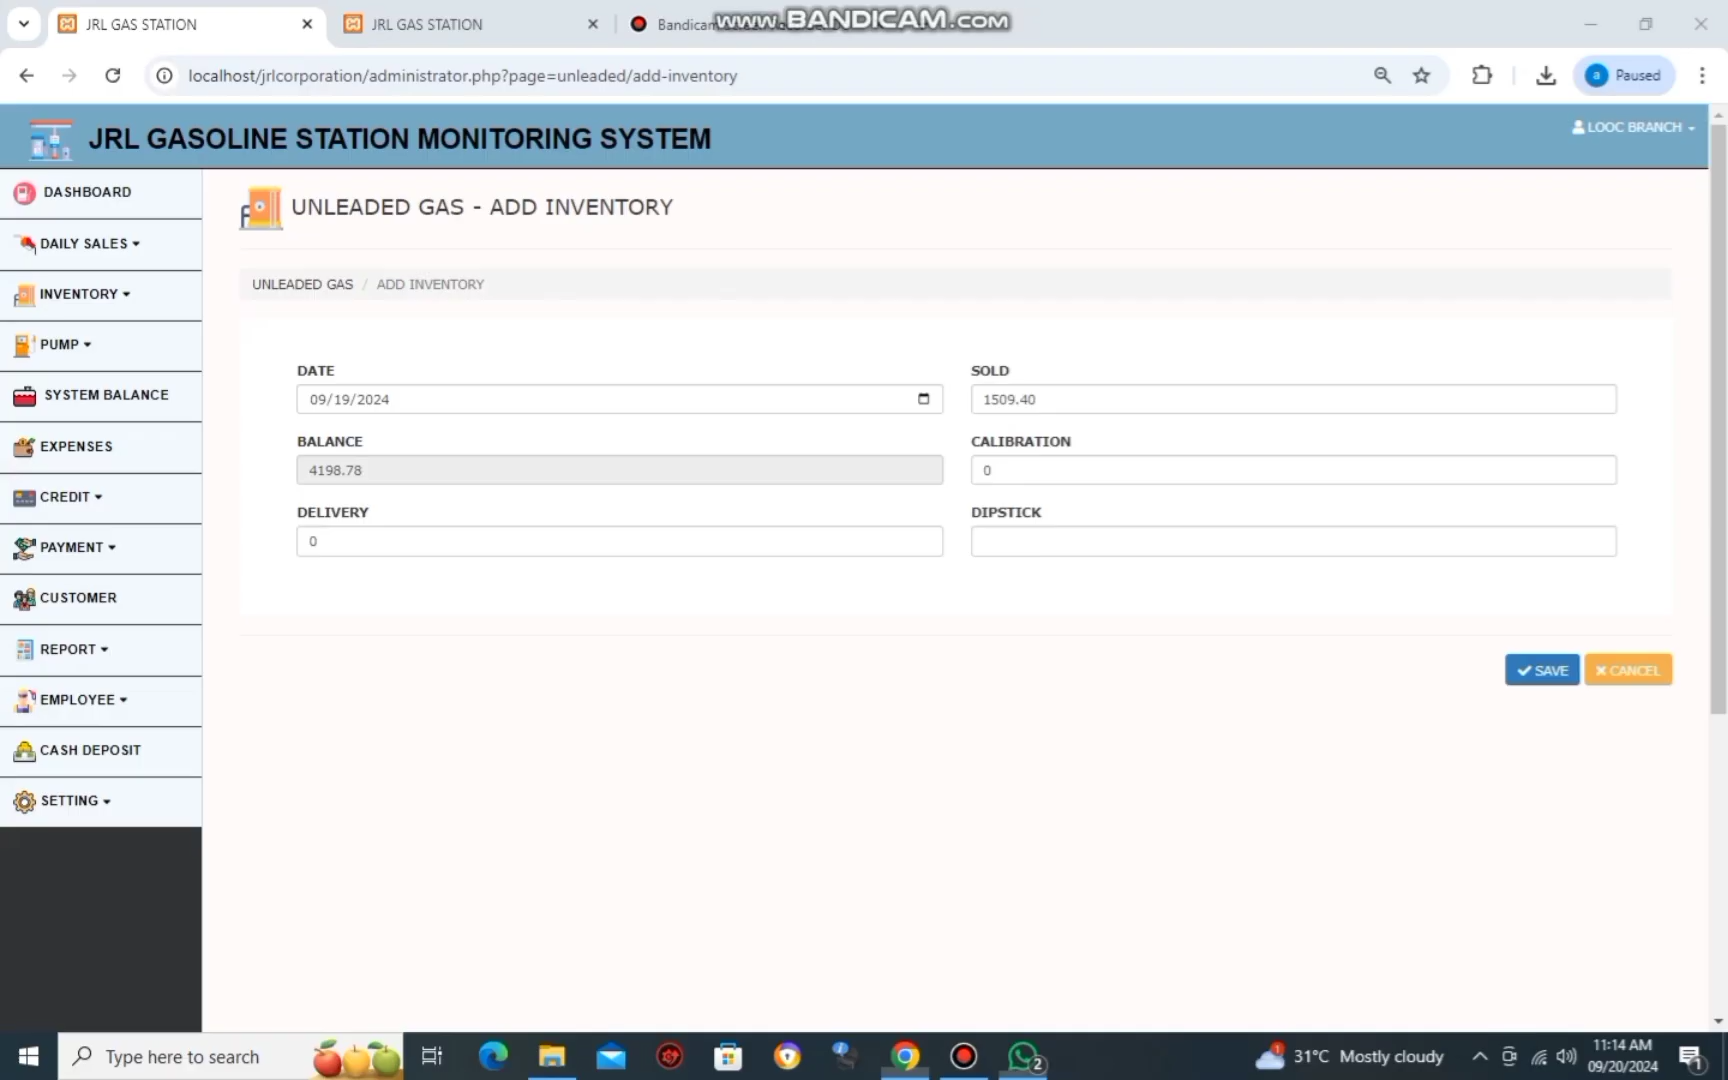 JRL GAS STATION
JRL GAS STATION
Bandicam
WWW.BANDICAM.COM
localhost/jrlcorporation/administrator.php?page=unleaded/add-inventory
a Paused
JRL GASOLINE STATION MONITORING SYSTEM
LOOC BRANCH
DASHBOARD
DAILY SALES
INVENTORY
PUMP
SYSTEM BALANCE
EXPENSES
CREDIT
PAYMENT
CUSTOMER
REPORT
EMPLOYEE
CASH DEPOSIT
SETTING
UNLEADED GAS - ADD INVENTORY
UNLEADED GAS / ADD INVENTORY
DATE
09/19/2024
SOLD
1509.40
BALANCE
4198.78
CALIBRATION
0
DELIVERY
0
DIPSTICK
SAVE
CANCEL
Type here to search
2
1
31°C Mostly cloudy
11:14 AM
09/20/2024
1